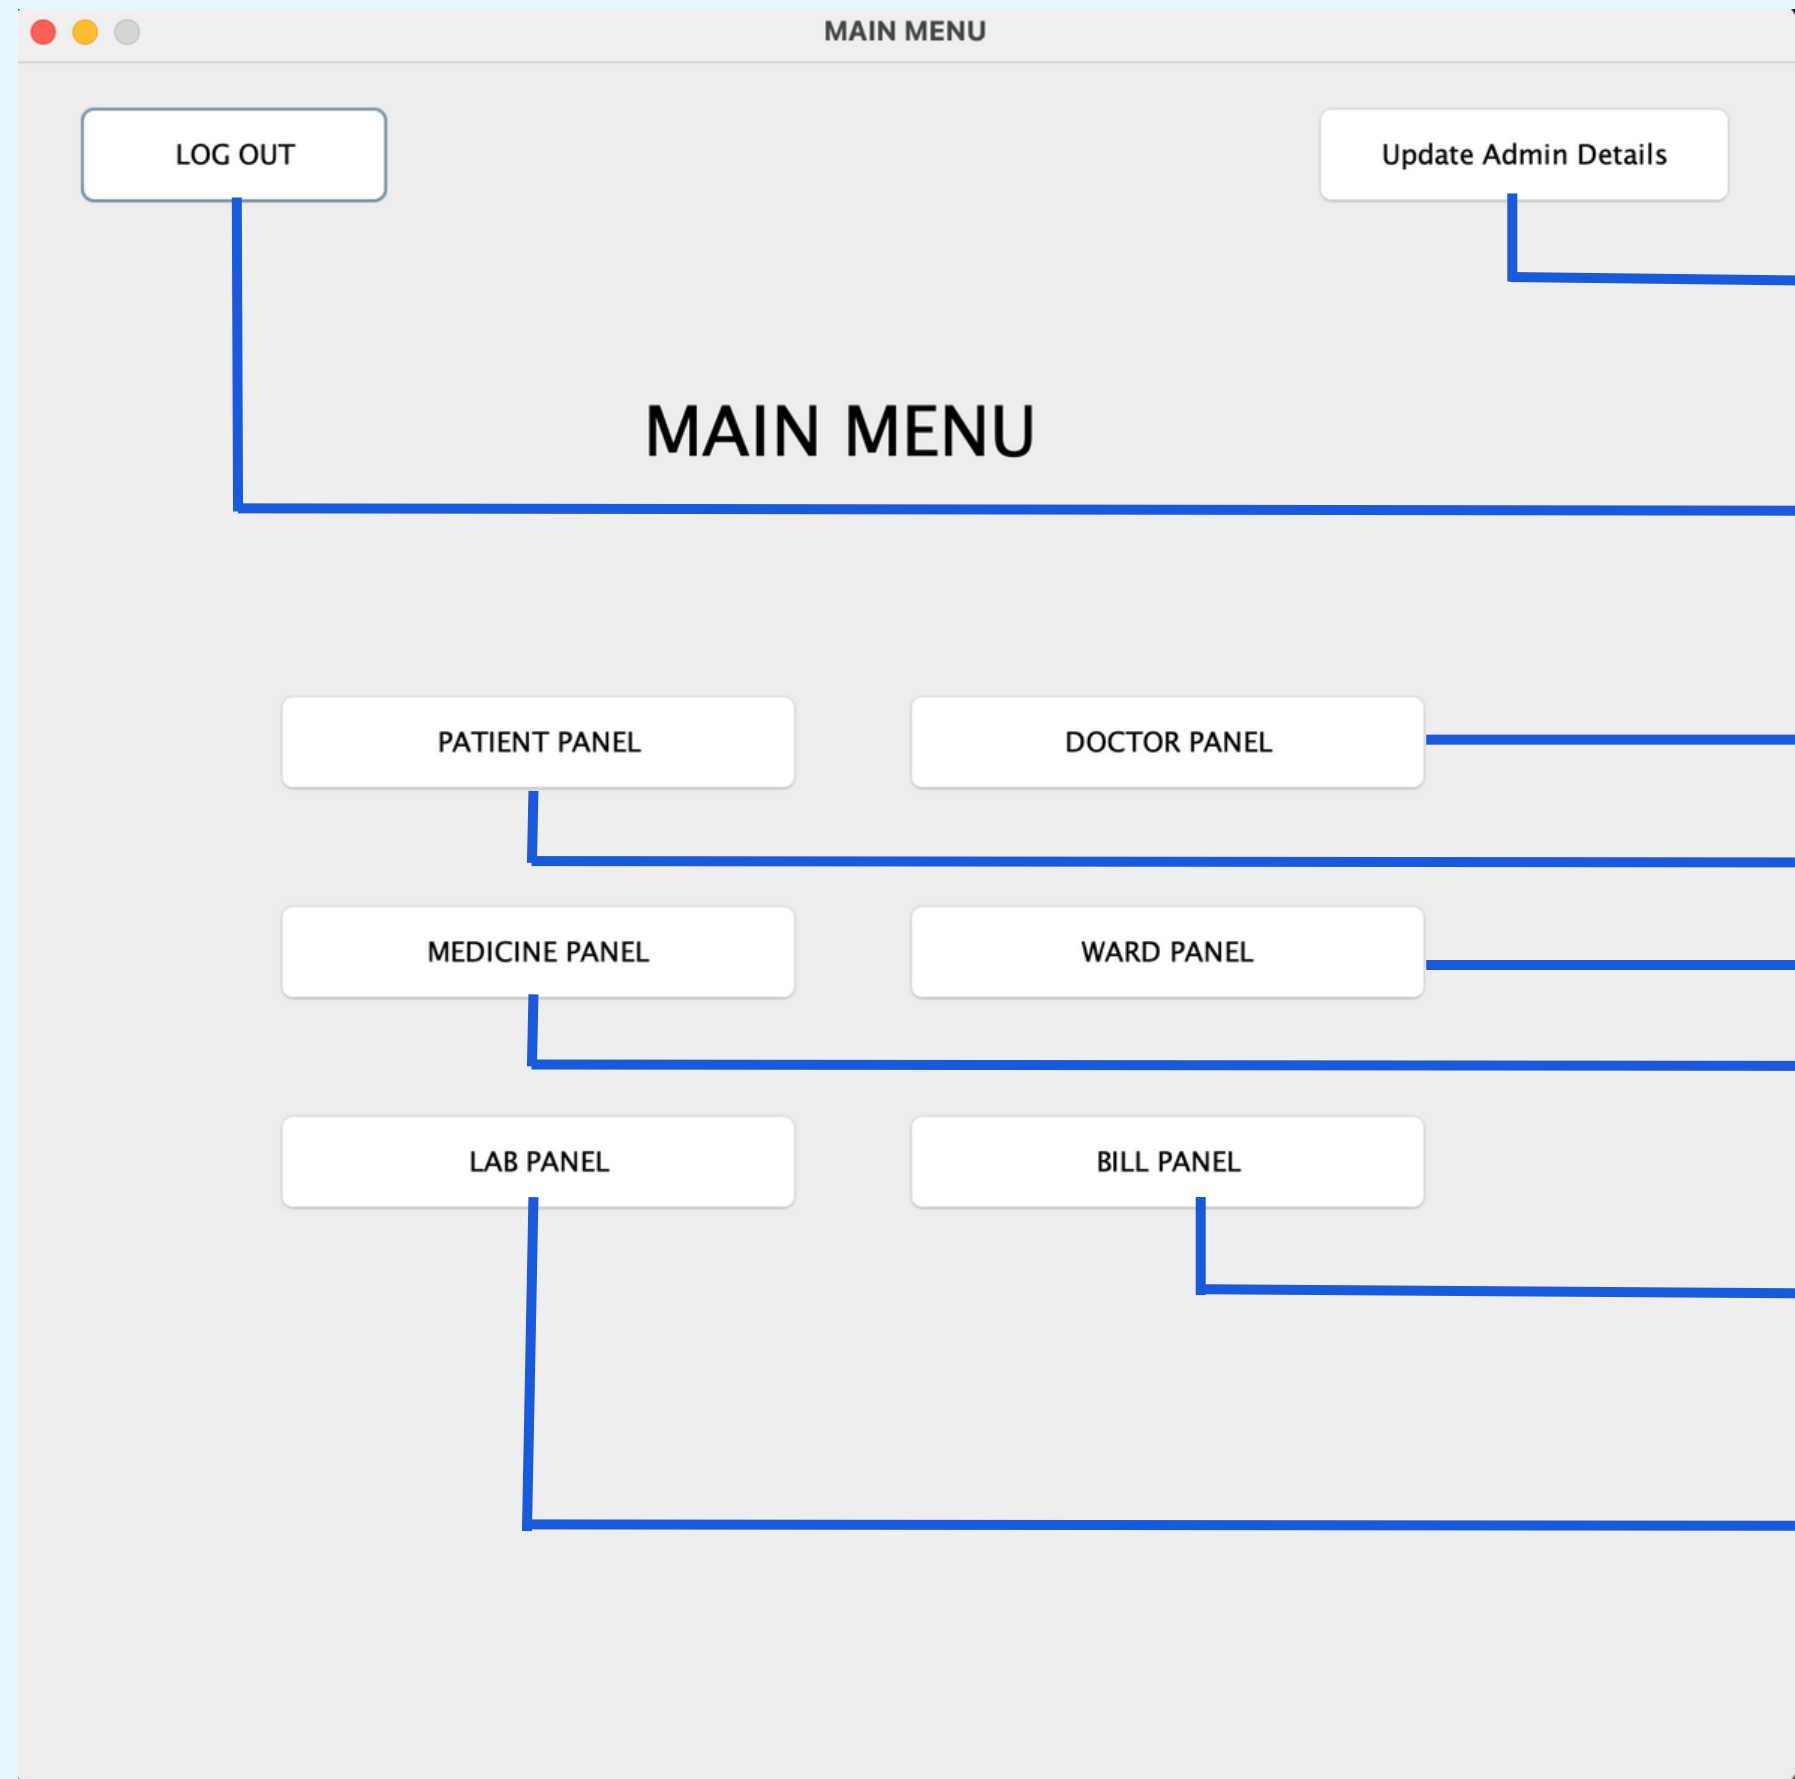 MAIN MENU
LOG OUT
Update Admin Details
MAIN MENU
PATIENT PANEL
DOCTOR PANEL
MEDICINE PANEL
WARD PANEL
LAB PANEL
BILL PANEL